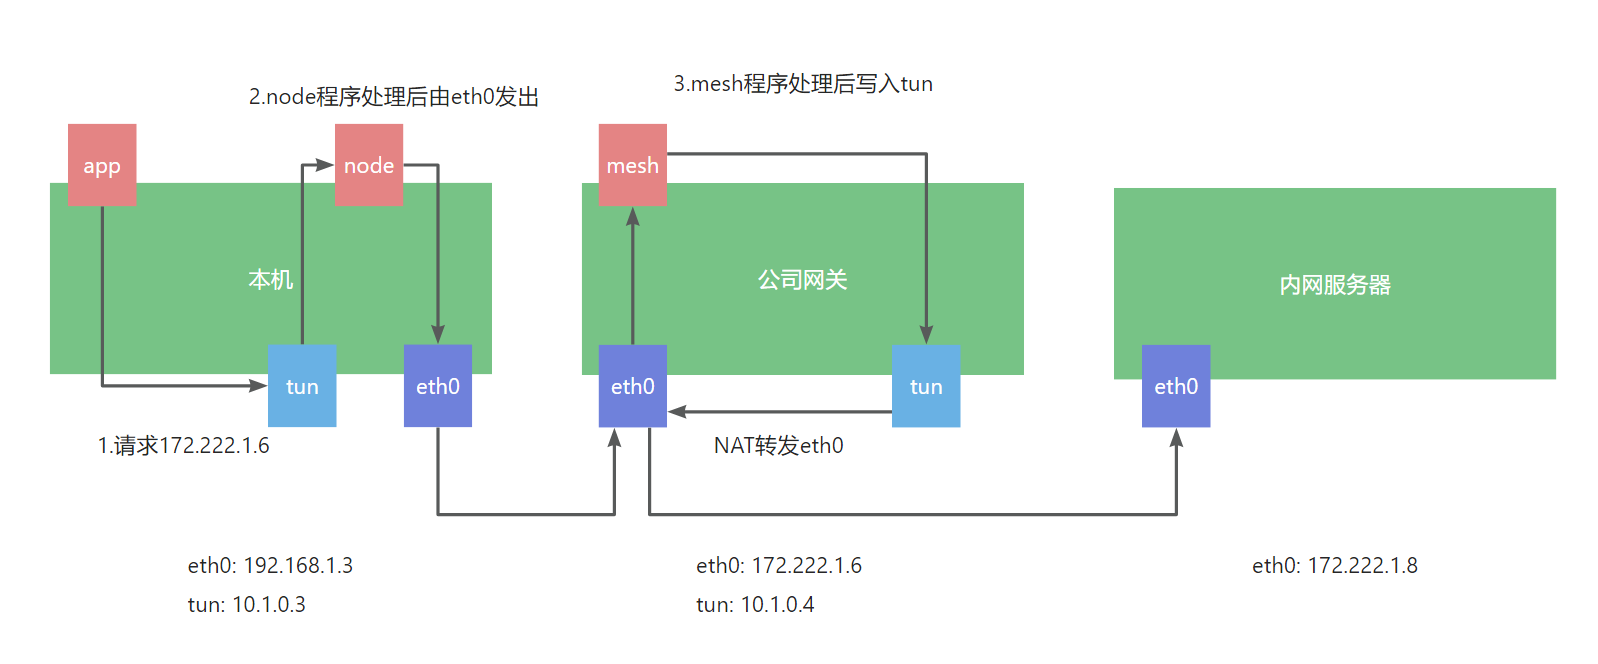 2.node程序处理后由eth0发出
3.mesh程序处理后写入tun
app
node
mesh
本机
公司网关
内网服务器
tun
eth0
eth0
tun
eth0
1.请求172.222.1.6
NAT转发eth0
eth0: 192.168.1.3
tun: 10.1.0.3
eth0: 172.222.1.6
tun: 10.1.0.4
eth0: 172.222.1.8